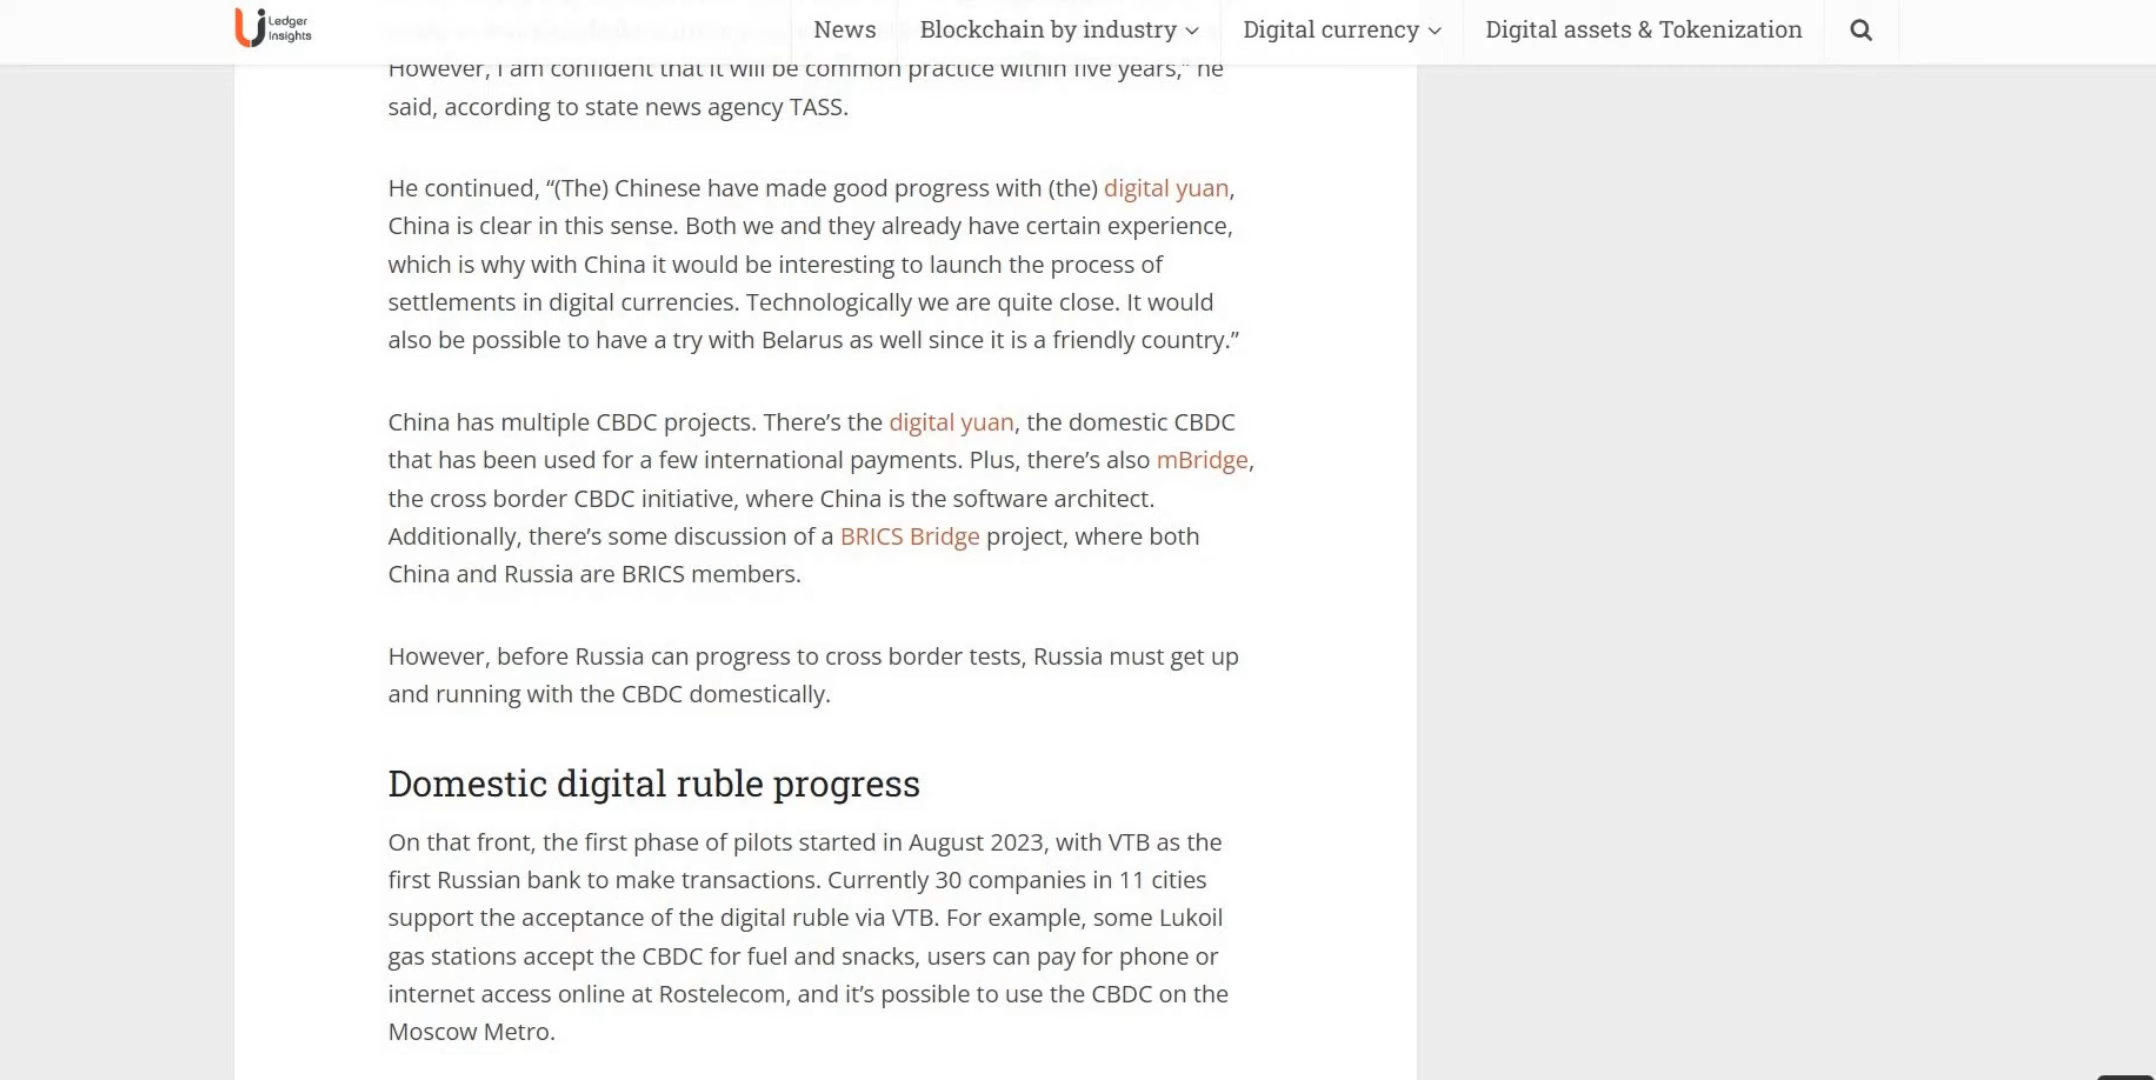 Ledger
Insights
News
Blockchain by industry
Digital currency
Digital assets & Tokenization
However, I am confident that it will be common practice within five years,” he
said, according to state news agency TASS.
He continued, “(The) Chinese have made good progress with (the) digital yuan,
China is clear in this sense. Both we and they already have certain experience,
which is why with China it would be interesting to launch the process of
settlements in digital currencies. Technologically we are quite close. It would
also be possible to have a try with Belarus as well since it is a friendly country.”
China has multiple CBDC projects. There’s the digital yuan, the domestic CBDC
that has been used for a few international payments. Plus, there’s also mBridge,
the cross border CBDC initiative, where China is the software architect.
Additionally, there’s some discussion of a BRICS Bridge project, where both
China and Russia are BRICS members.
However, before Russia can progress to cross border tests, Russia must get up
and running with the CBDC domestically.
Domestic digital ruble progress
On that front, the first phase of pilots started in August 2023, with VTB as the
first Russian bank to make transactions. Currently 30 companies in 11 cities
support the acceptance of the digital ruble via VTB. For example, some Lukoil
gas stations accept the CBDC for fuel and snacks, users can pay for phone or
internet access online at Rostelecom, and it’s possible to use the CBDC on the
Moscow Metro.